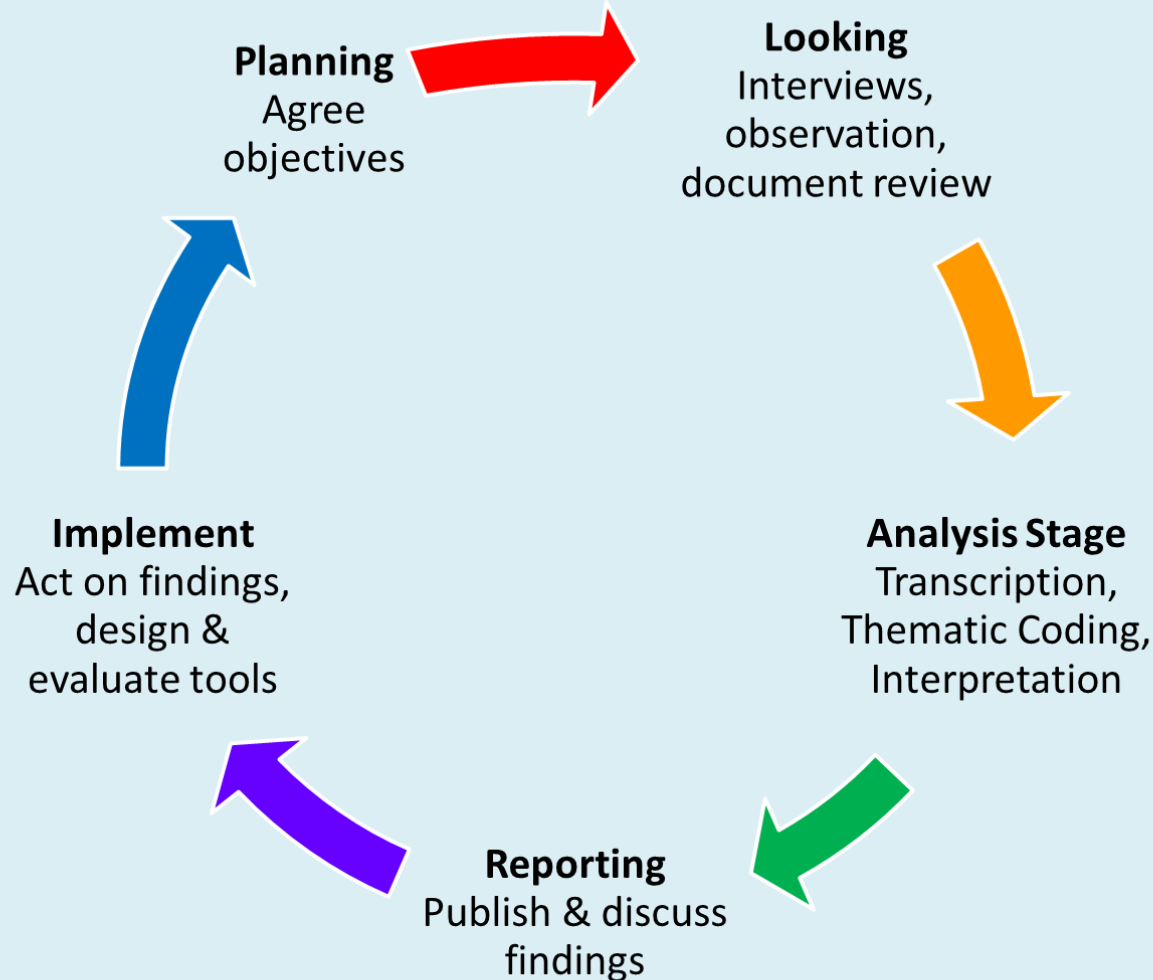 Planning
Agree
objectives
Looking
Interviews,
observation,
document review
Analysis Stage
Transcription,
Thematic Coding,
Interpretation
Reporting
Publish & discuss
findings
Implement
Act on findings,
design &
evaluate tools